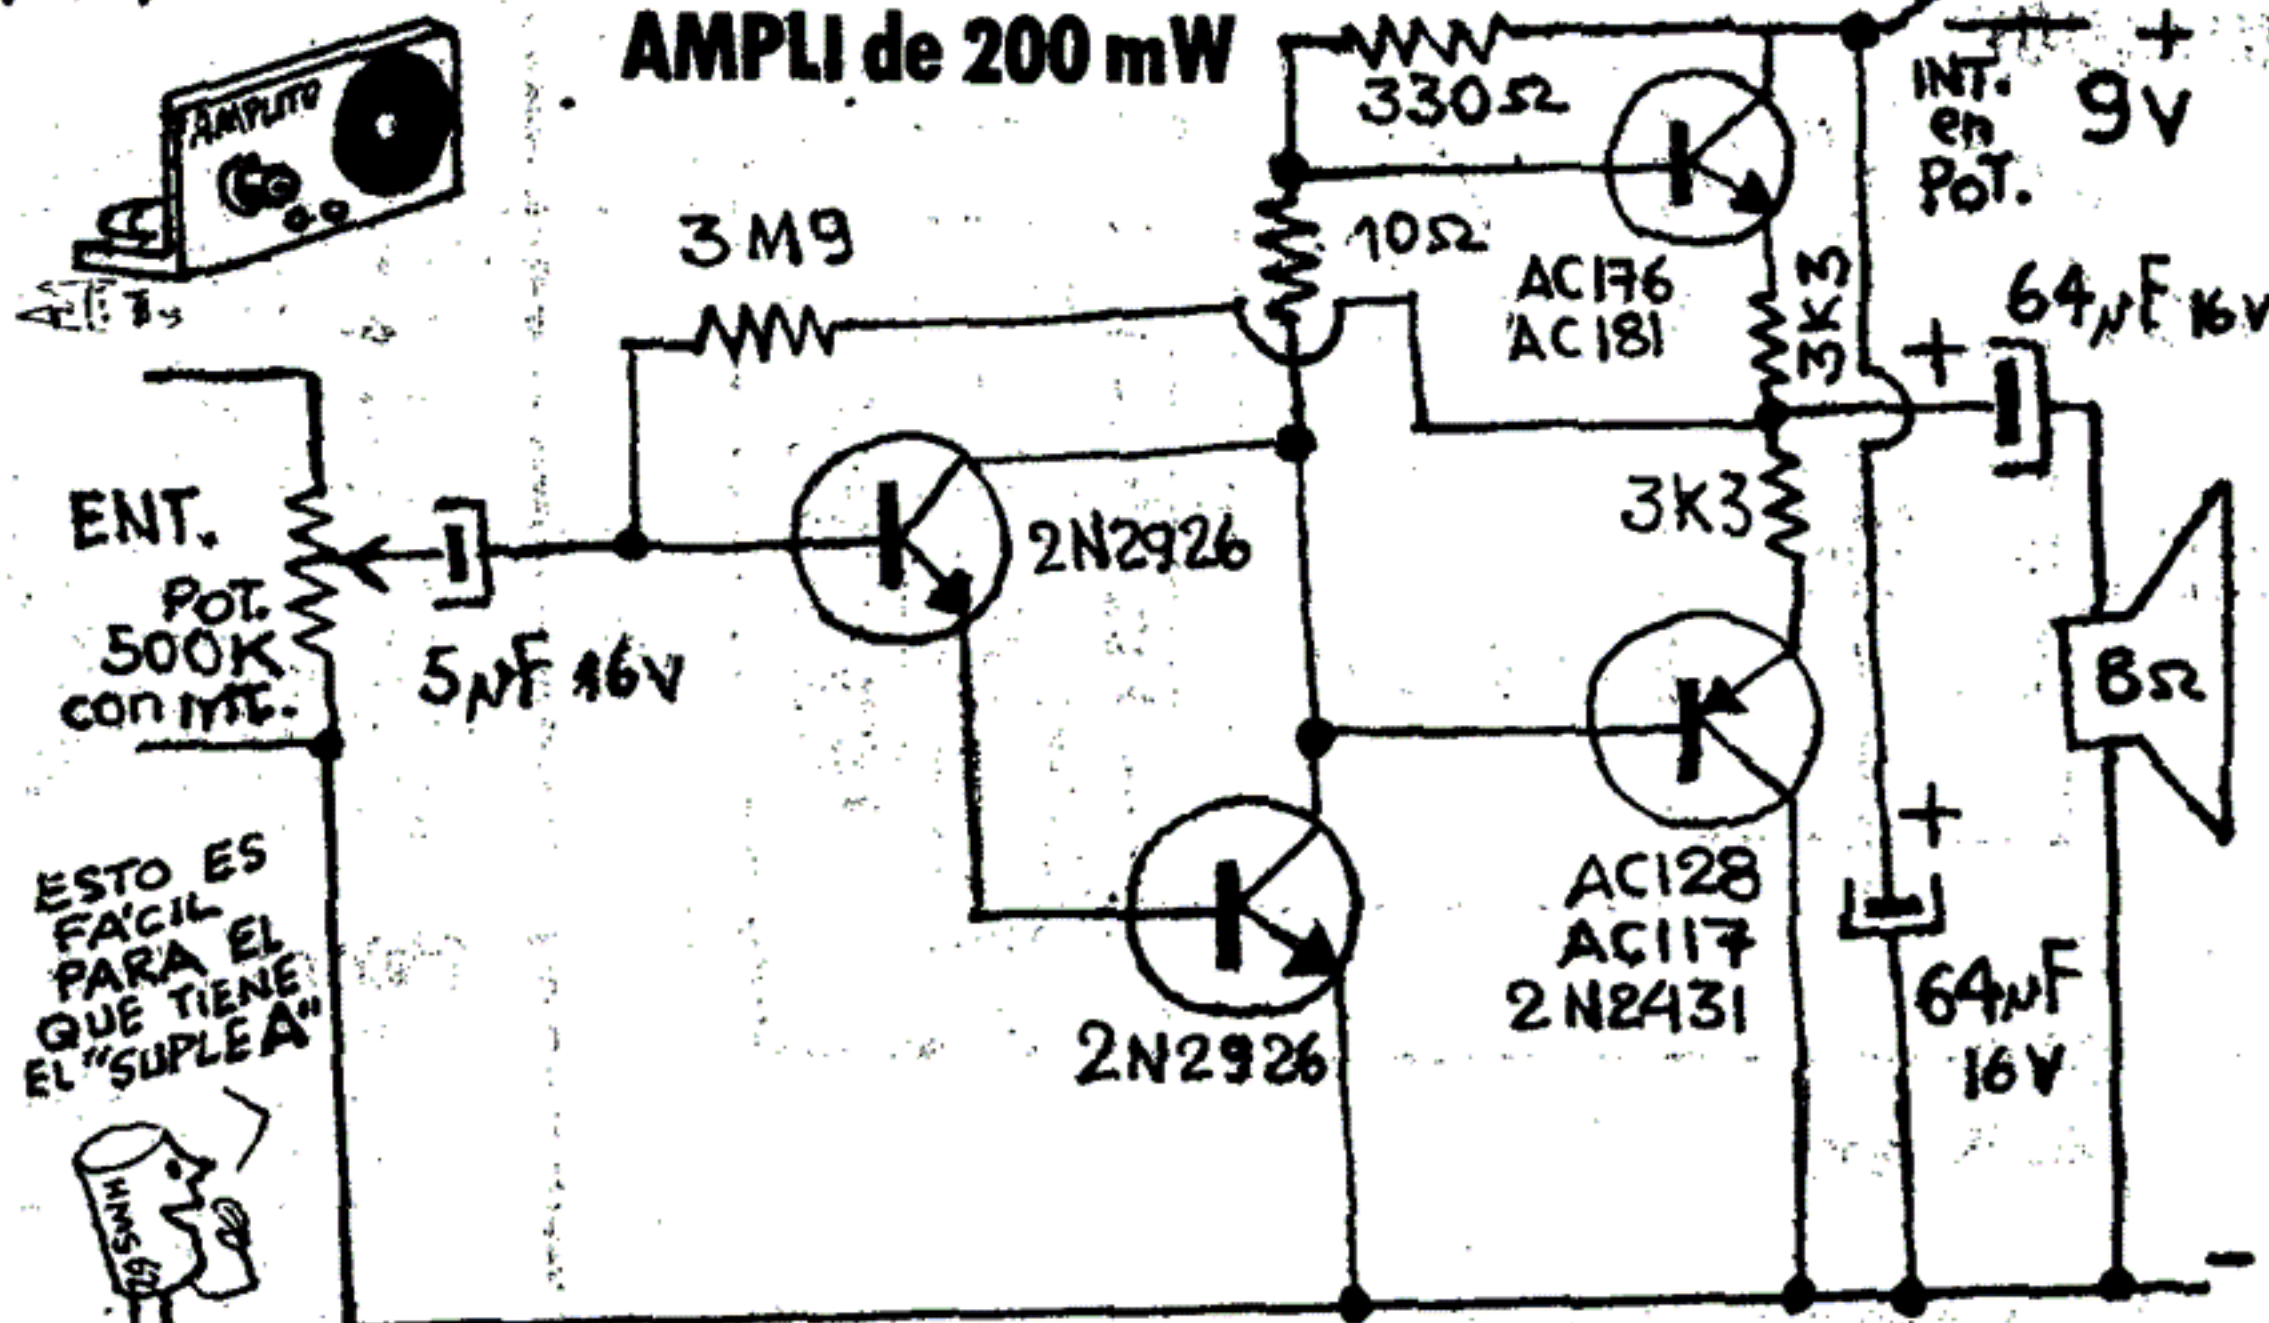 AMPLI de 200 mW
AMPLITO
330Ω
+
INT.
en
POT.
9V
3M9
10Ω
AC176
AC181
3K3
64µF 16V
+
ENT.
POT.
500K
con INT.
5µF 16V
2N2926
3K3
8Ω
ESTO ES
FÁCIL
PARA EL
QUE TIENE
EL "SUPLE A"
2N2926
AC128
AC117
2N2431
+
64µF
16V
-